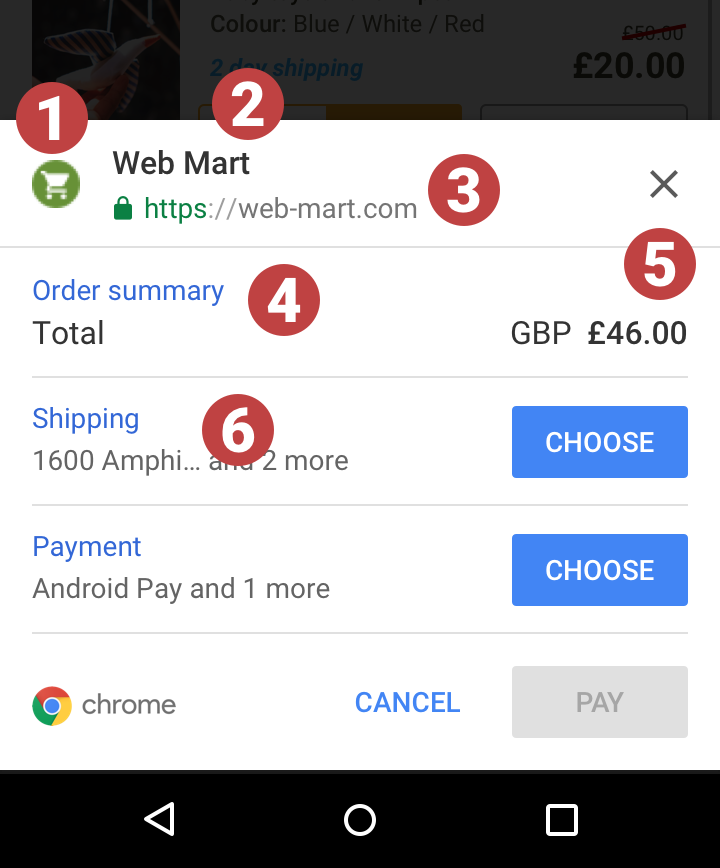 Colour: Blue / White / Red
£50.00
£20.00
2 day shipping
1
2
Web Mart
https://web-mart.com
3
5
Order summary
4
Total
GBP £46.00
Shipping
6
1600 Amphi... and 2 more
CHOOSE
Payment
Android Pay and 1 more
CHOOSE
chrome
CANCEL
PAY